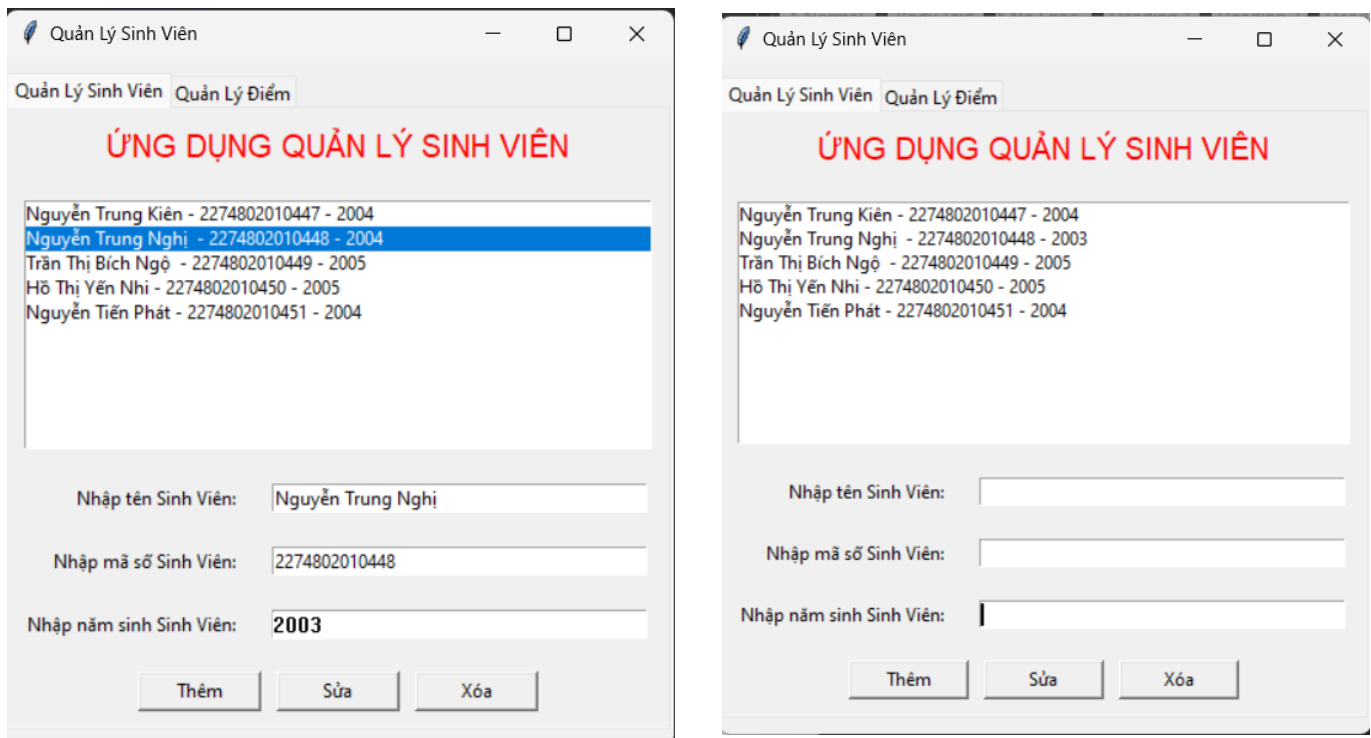 Quản Lý Sinh Viên
Quản Lý Sinh Viên Quản Lý Điểm
ỨNG DỤNG QUẢN LÝ SINH VIÊN
Nguyễn Trung Kiên - 2274802010447 - 2004
Nguyễn Trung Nghị  - 2274802010448 - 2004
Trần Thị Bích Ngộ  - 2274802010449 - 2005
Hồ Thị Yến Nhi - 2274802010450 - 2005
Nguyễn Tiến Phát - 2274802010451 - 2004
Nhập tên Sinh Viên: Nguyễn Trung Nghị
Nhập mã số Sinh Viên: 2274802010448
Nhập năm sinh Sinh Viên: 2003
Thêm Sửa Xóa
Quản Lý Sinh Viên
Quản Lý Sinh Viên Quản Lý Điểm
ỨNG DỤNG QUẢN LÝ SINH VIÊN
Nguyễn Trung Kiên - 2274802010447 - 2004
Nguyễn Trung Nghị  - 2274802010448 - 2003
Trần Thị Bích Ngộ  - 2274802010449 - 2005
Hồ Thị Yến Nhi - 2274802010450 - 2005
Nguyễn Tiến Phát - 2274802010451 - 2004
Nhập tên Sinh Viên:
Nhập mã số Sinh Viên:
Nhập năm sinh Sinh Viên:
Thêm Sửa Xóa